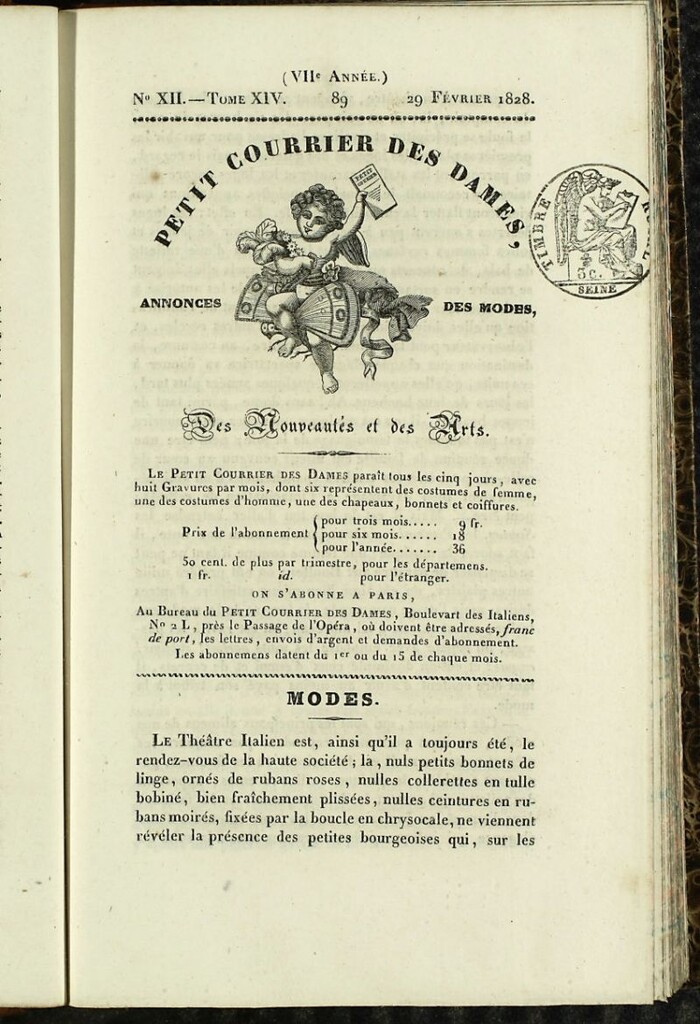 (VIIe Année.)
No XII.—Tome XIV. 89 29 Février 1828.
PETIT COURRIER DES DAMES,
PETIT
TIMBRE
5c.
SEINE
ANNONCES DES MODES,
Des Nouveautés et des Arts.
Le Petit Courrier des Dames paraît tous les cinq jours, avec
huit Gravures par mois, dont six représentent des costumes de femme,
une des costumes d'homme, une des chapeaux, bonnets et coiffures.
Prix de l'abonnement { pour trois mois..... 9 fr.
pour six mois...... 18
pour l'année....... 36
50 cent. de plus par trimestre, pour les départemens.
1 fr. id. pour l'étranger.
ON S'ABONNE A PARIS,
Au Bureau du Petit Courrier des Dames, Boulevart des Italiens,
No 2 L, près le Passage de l'Opéra, où doivent être adressés, franc
de port, les lettres, envois d'argent et demandes d'abonnement.
Les abonnemens datent du 1er ou du 15 de chaque mois.
MODES.
Le Théâtre Italien est, ainsi qu'il a toujours été, le
rendez-vous de la haute société; là, nuls petits bonnets de
linge, ornés de rubans roses, nulles collerettes en tulle
bobiné, bien fraîchement plissées, nulles ceintures en ru-
bans moirés, fixées par la boucle en chrysocale, ne viennent
révéler la présence des petites bourgeoises qui, sur les